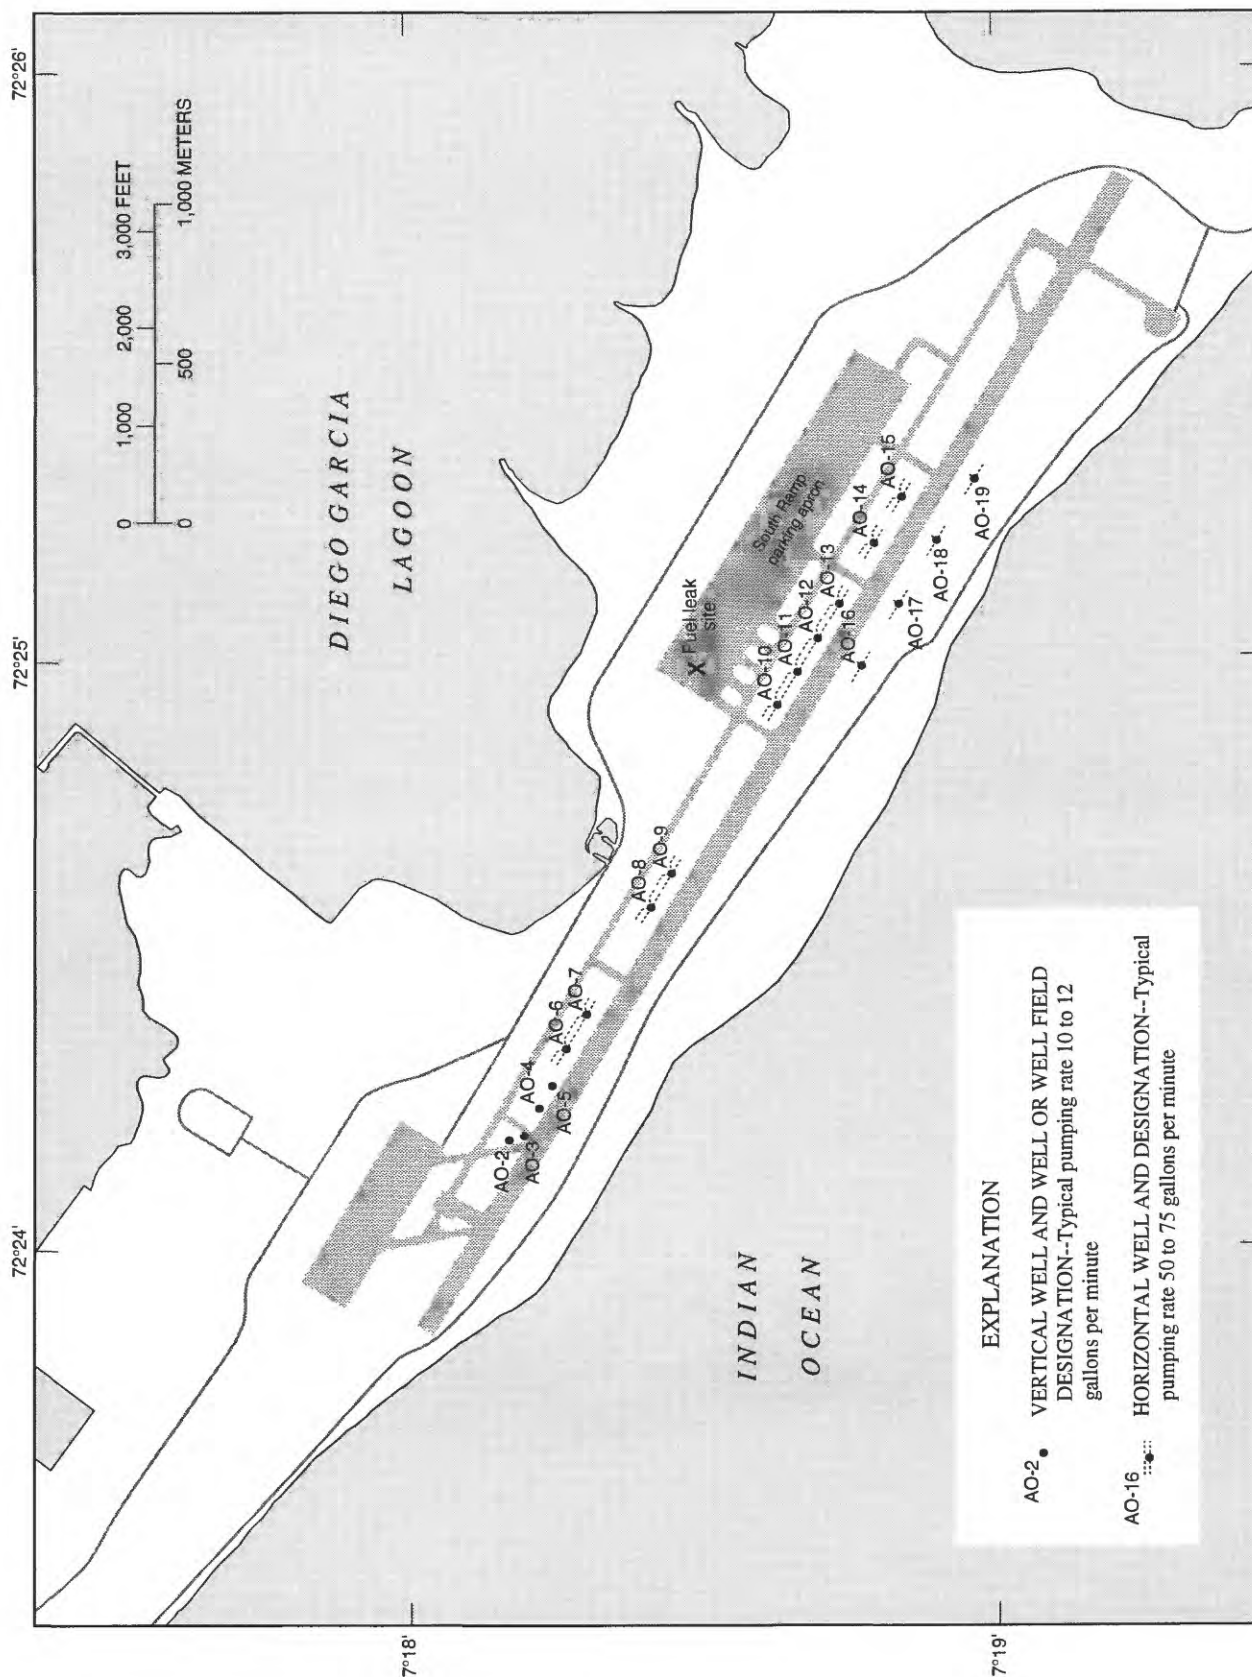 72°24'
72°25'
72°26'
7°18'
7°19'
0 1,000 2,000 3,000 FEET
0 500 1,000 METERS
DIEGO GARCIA
LAGOON
Fuel leak
site
X
South Ramp
parking apron
AO-2
AO-3
AO-4
AO-5
AO-6
AO-7
AO-8
AO-9
AO-10
AO-11
AO-12
AO-13
AO-14
AO-15
AO-16
AO-17
AO-18
AO-19
INDIAN
OCEAN
EXPLANATION
AO-2 VERTICAL WELL AND WELL OR WELL FIELD
DESIGNATION--Typical pumping rate 10 to 12
gallons per minute
AO-16 HORIZONTAL WELL AND DESIGNATION--Typical
pumping rate 50 to 75 gallons per minute